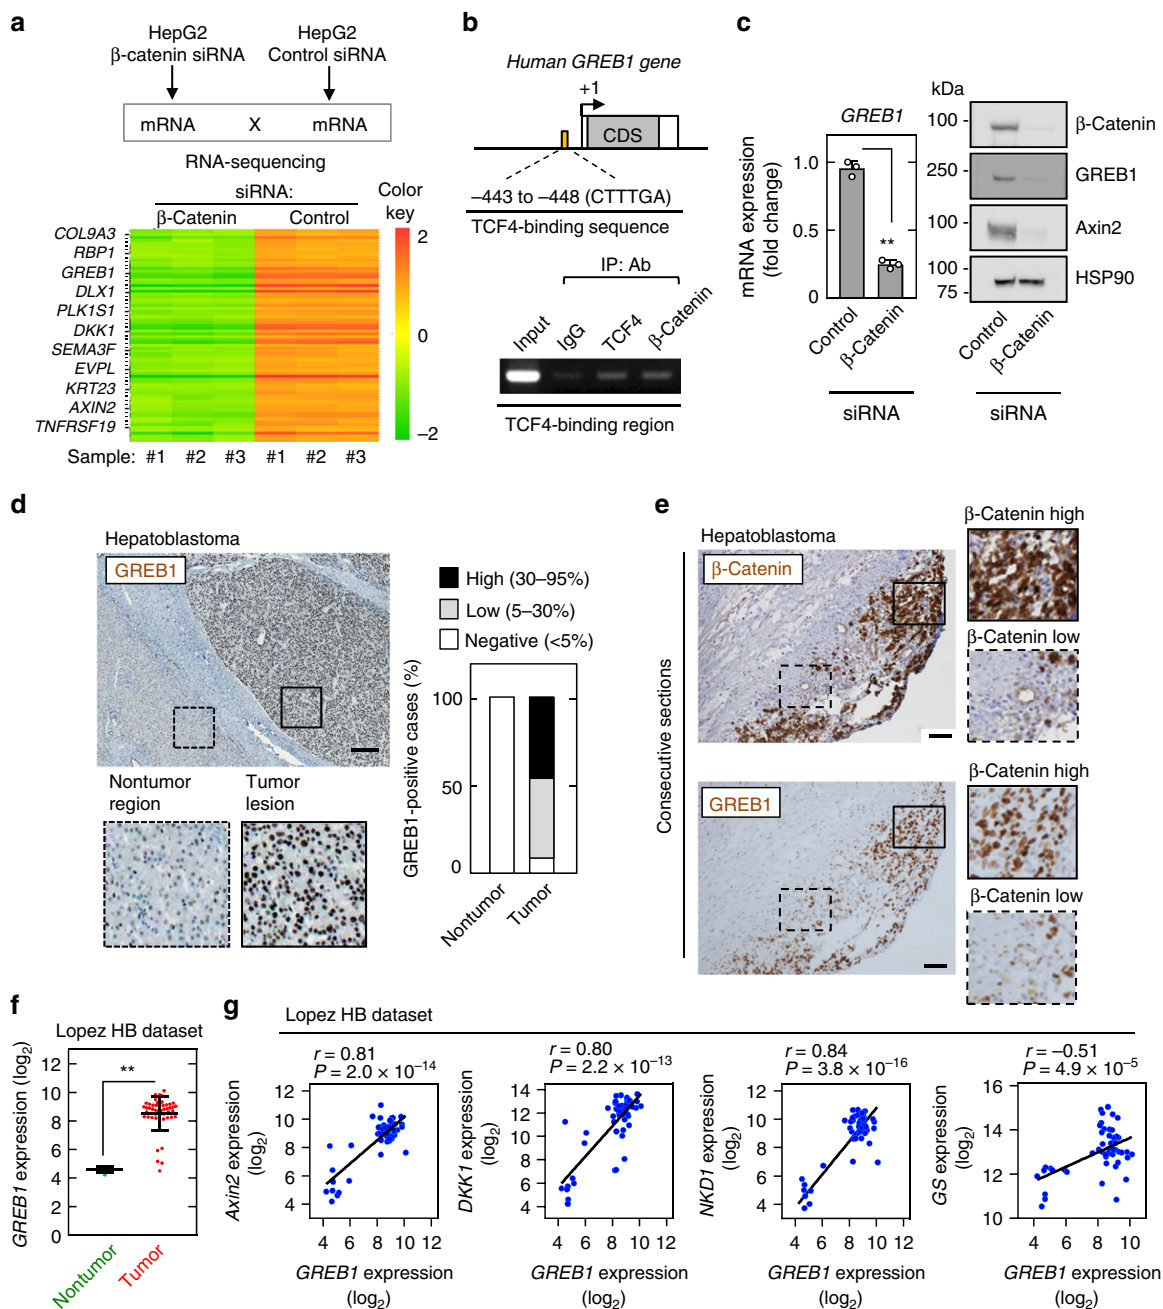 a
HepG2
β-catenin siRNA
HepG2
Control siRNA
mRNA X mRNA
RNA-sequencing
siRNA:
β-Catenin Control
Color
key
COL9A3
RBP1
GREB1
DLX1
PLK1S1
DKK1
SEMA3F
EVPL
KRT23
AXIN2
TNFRSF19
2
0
–2
Sample: #1 #2 #3 #1 #2 #3
b
Human GREB1 gene
+1
CDS
–443 to –448 (CTTTGA)
TCF4-binding sequence
IP: Ab
Input IgG TCF4 β-Catenin
TCF4-binding region
c
GREB1
mRNA expression
(fold change)
1.0
0.5
0
**
Control β-Catenin
siRNA
kDa
100
250
100
100
75
β-Catenin
GREB1
Axin2
HSP90
Control β-Catenin
siRNA
d
Hepatoblastoma
GREB1
Nontumor
region
Tumor
lesion
High (30–95%)
Low (5–30%)
Negative (<5%)
GREB1-positive cases (%)
100
50
0
Nontumor Tumor
e
Consecutive sections
Hepatoblastoma
β-Catenin
β-Catenin high
β-Catenin low
GREB1
β-Catenin high
β-Catenin low
f
Lopez HB dataset
GREB1 expression (log2)
12
10
8
6
4
2
0
**
Nontumor Tumor
g
Lopez HB dataset
r = 0.81
P = 2.0 × 10−14
Axin2 expression
(log2)
12
10
8
6
4
4 6 8 10 12
GREB1 expression
(log2)
r = 0.80
P = 2.2 × 10−13
DKK1 expression
(log2)
14
12
10
8
6
4
4 6 8 10 12
GREB1 expression
(log2)
r = 0.84
P = 3.8 × 10−16
NKD1 expression
(log2)
12
10
8
6
4
4 6 8 10 12
GREB1 expression
(log2)
r = –0.51
P = 4.9 × 10−5
GS expression
(log2)
16
14
12
10
4 6 8 10
GREB1 expression
(log2)